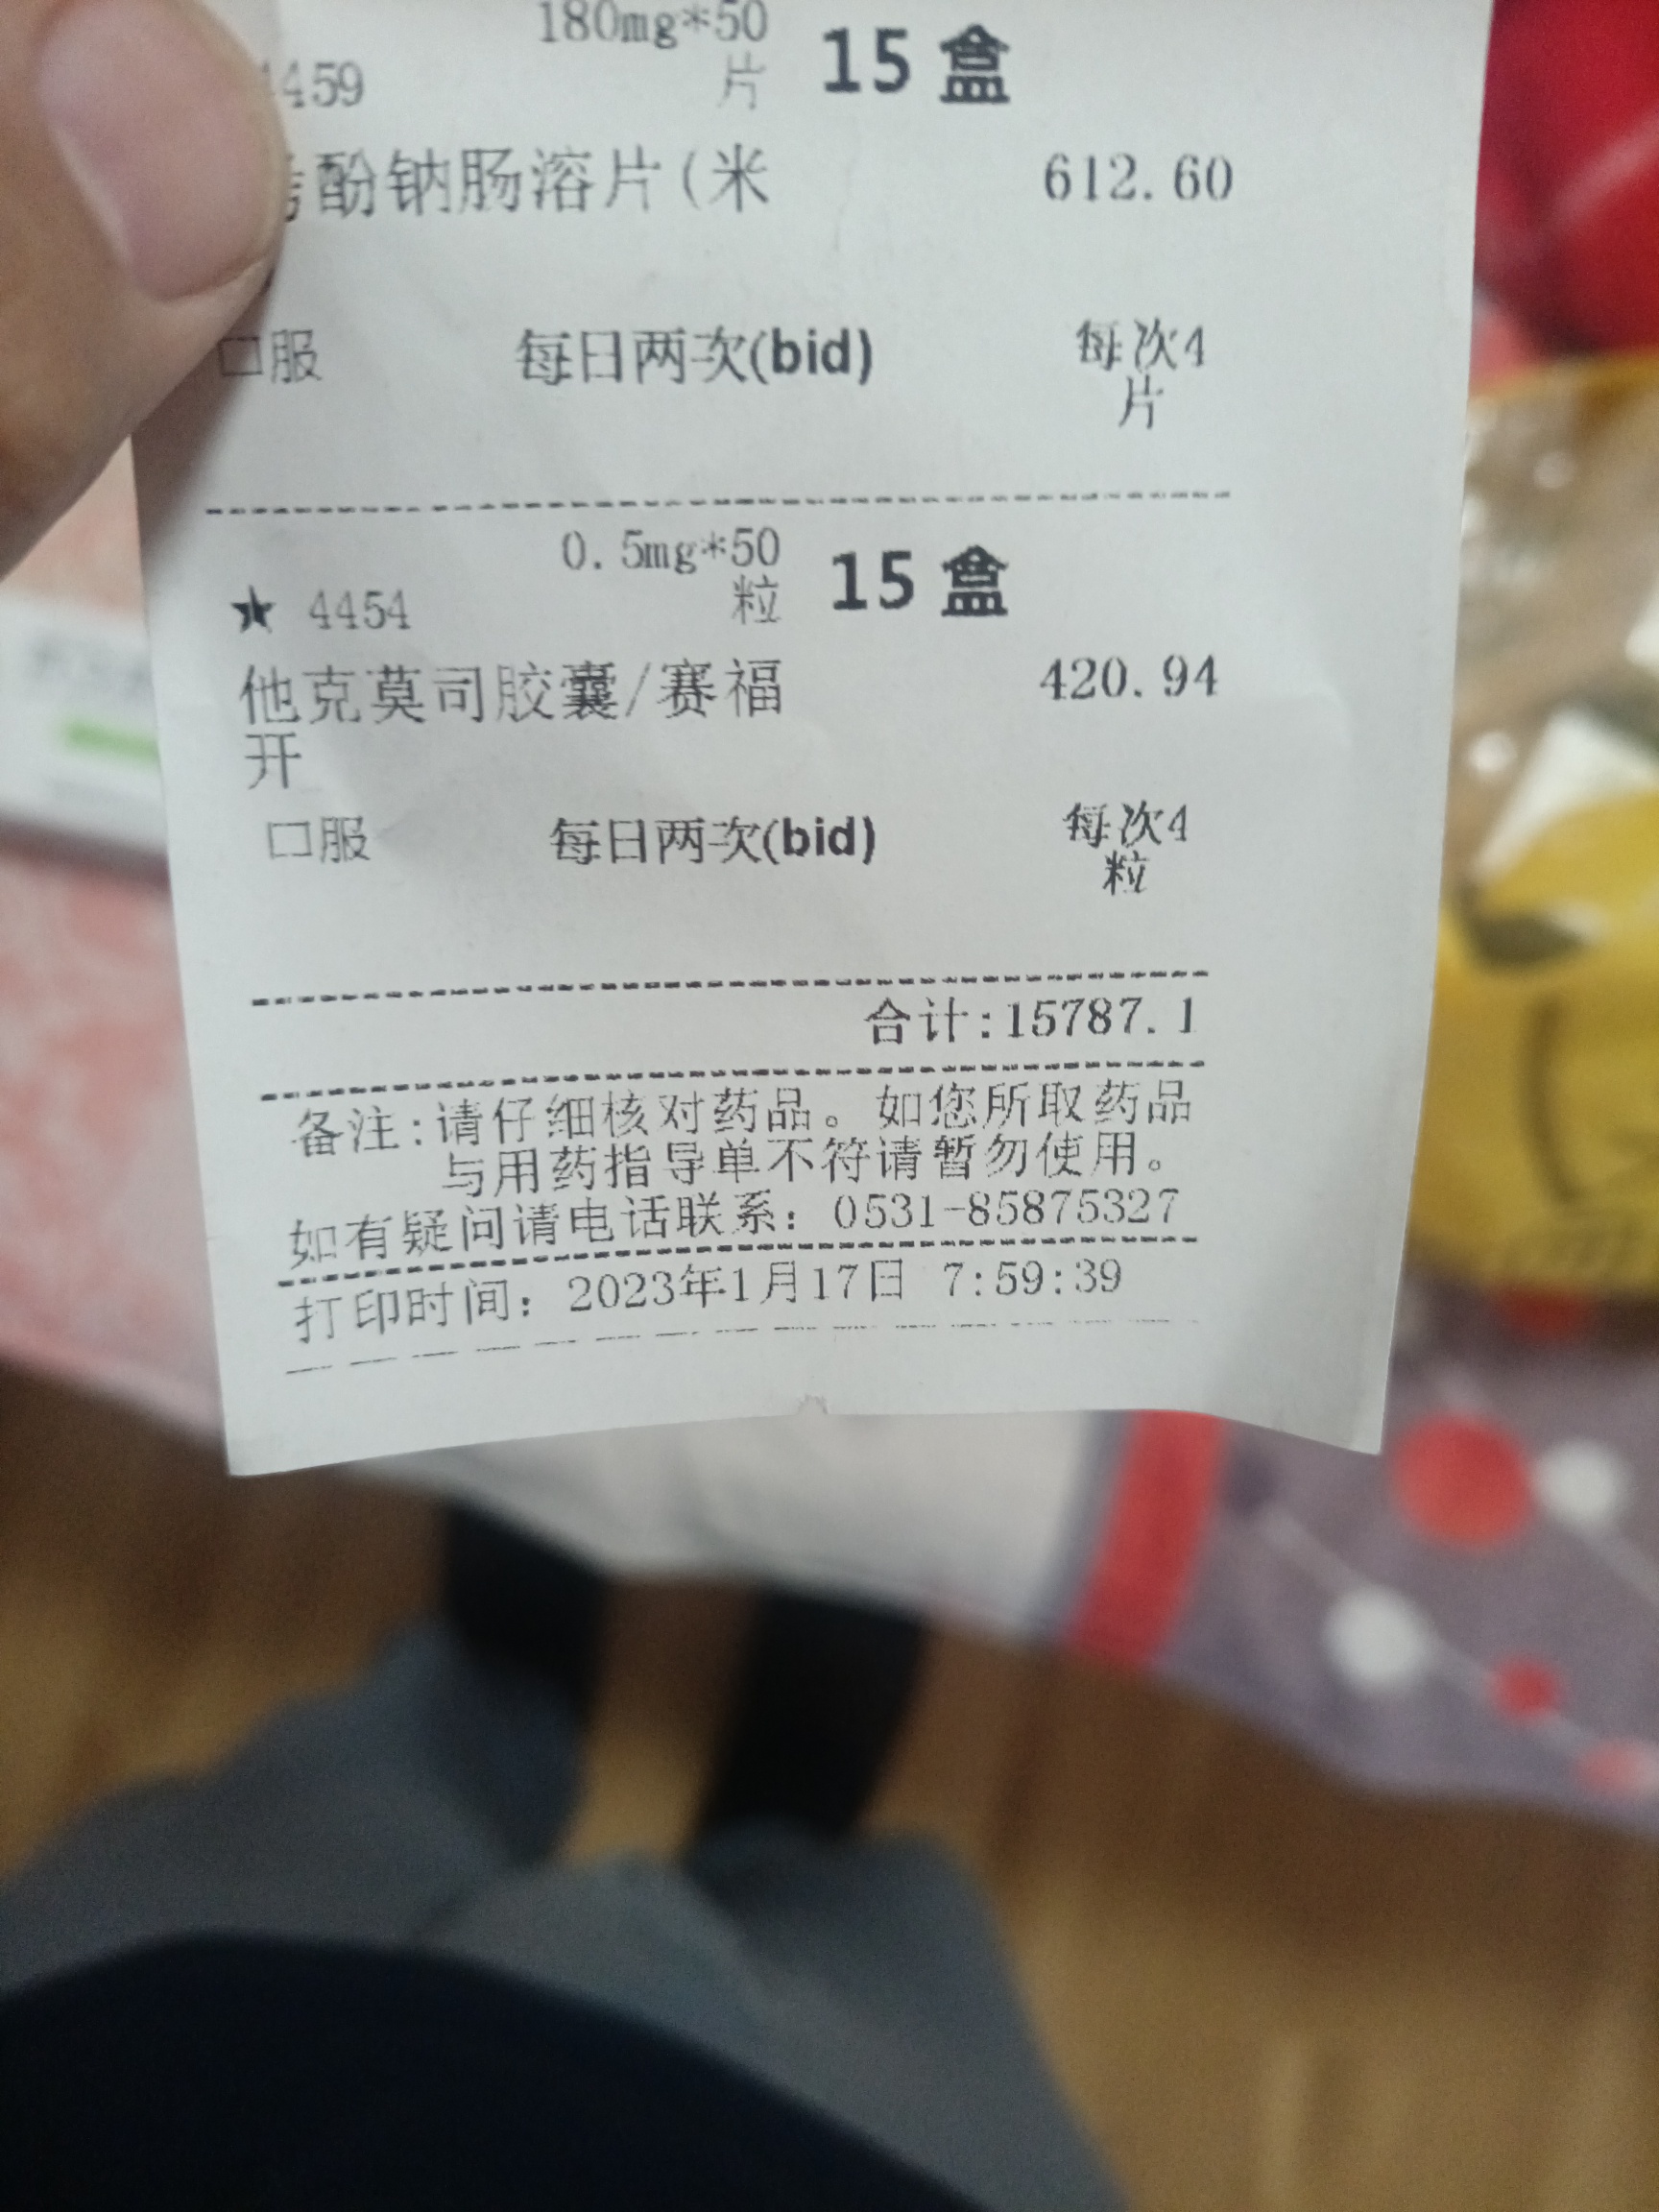 180mg*50
4459 片 15 盒
酚钠肠溶片(米 612.60
口服 每日两次(bid) 每次4
片
0.5mg*50
★ 4454 粒 15 盒
他克莫司胶囊/赛福 420.94
开
口服 每日两次(bid) 每次4
粒
合计:15787.1
备注:请仔细核对药品。如您所取药品
与用药指导单不符请暂勿使用。
如有疑问请电话联系：0531-85875327
打印时间：2023年1月17日 7:59:39